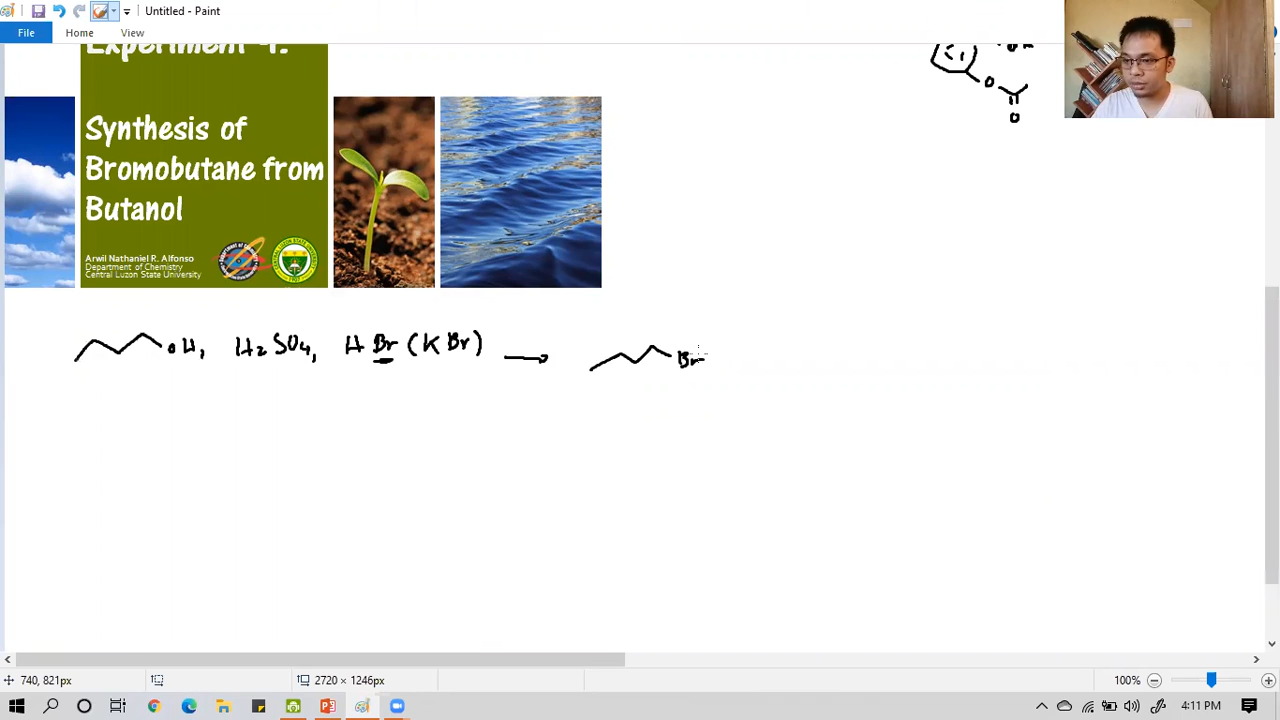 Untitled - Paint
File Home View
Experiment 4:
Synthesis of
Bromobutane from
Butanol
Arwil Nathaniel R. Alfonso
Department of Chemistry
Central Luzon State University
O
O
OH, H₂SO₄, HBr (KBr) → Br
740, 821px 2720 × 1246px 100%
4:11 PM